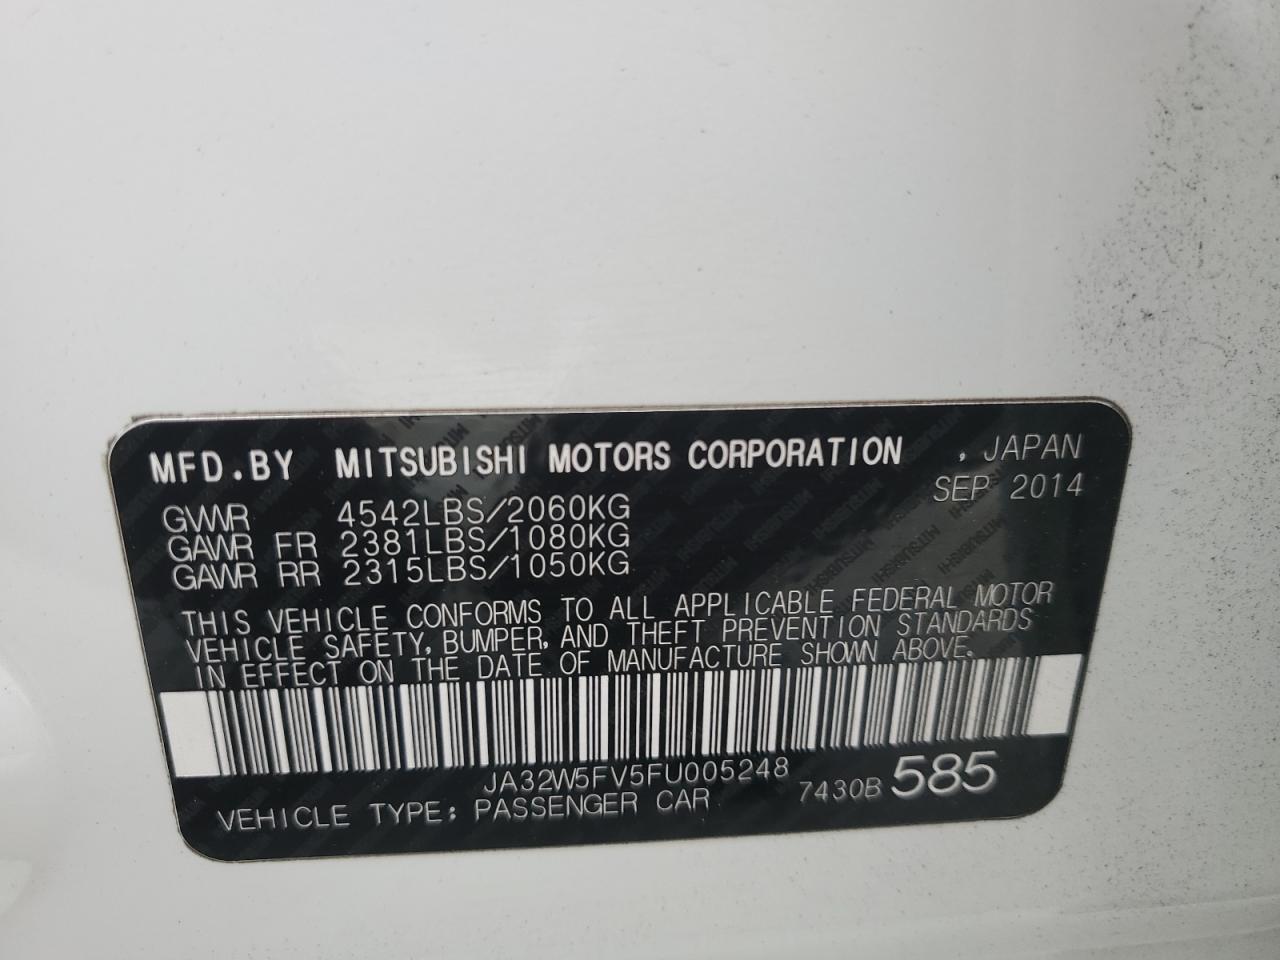 MFD.BY MITSUBISHI MOTORS CORPORATION , JAPAN
SEP 2014
GVWR 4542LBS/2060KG
GAWR FR 2381LBS/1080KG
GAWR RR 2315LBS/1050KG
THIS VEHICLE CONFORMS TO ALL APPLICABLE FEDERAL MOTOR
VEHICLE SAFETY, BUMPER, AND THEFT PREVENTION STANDARDS
IN EFFECT ON THE DATE OF MANUFACTURE SHOWN ABOVE.
JA32W5FV5FU005248
VEHICLE TYPE: PASSENGER CAR 7430B 585